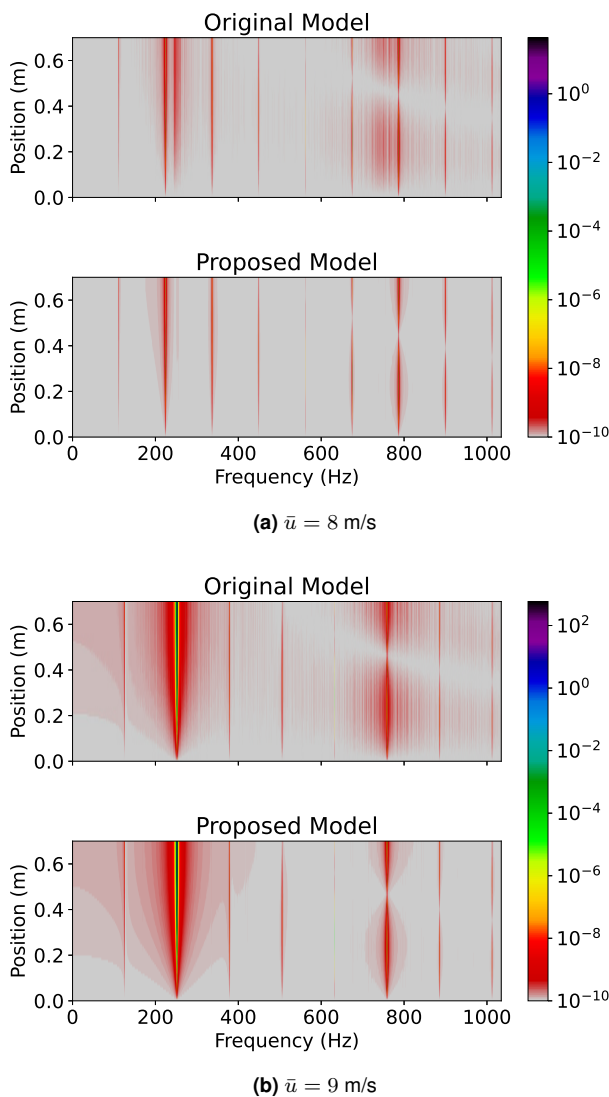 Original Model
Position (m)
0.6
0.4
0.2
0.0
Proposed Model
Position (m)
0.6
0.4
0.2
0.0
0 200 400 600 800 1000
Frequency (Hz)
10^0
10^-2
10^-4
10^-6
10^-8
10^-10
(a) ū = 8 m/s
Original Model
Position (m)
0.6
0.4
0.2
0.0
Proposed Model
Position (m)
0.6
0.4
0.2
0.0
0 200 400 600 800 1000
Frequency (Hz)
10^2
10^0
10^-2
10^-4
10^-6
10^-8
10^-10
(b) ū = 9 m/s